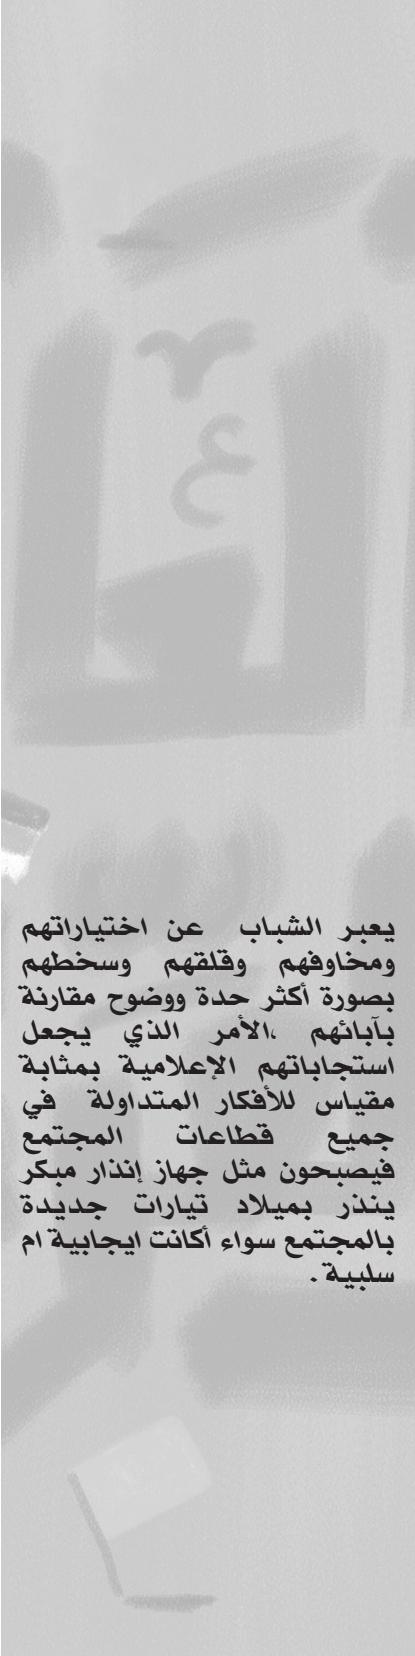 يعبر الشباب عن اختياراتهم
ومخاوفهم وقلقهم وسخطهم
بصورة أكثر حدة ووضوح مقارنة
بآبائهم ،الأمر الذي يجعل
استجاباتهم الإعلامية بمثابة
مقياس للأفكار المتداولة في
جميع قطاعات المجتمع
فيصبحون مثل جهاز إنذار مبكر
ينذر بميلاد تيارات جديدة
بالمجتمع سواء أكانت ايجابية ام
سلبية .